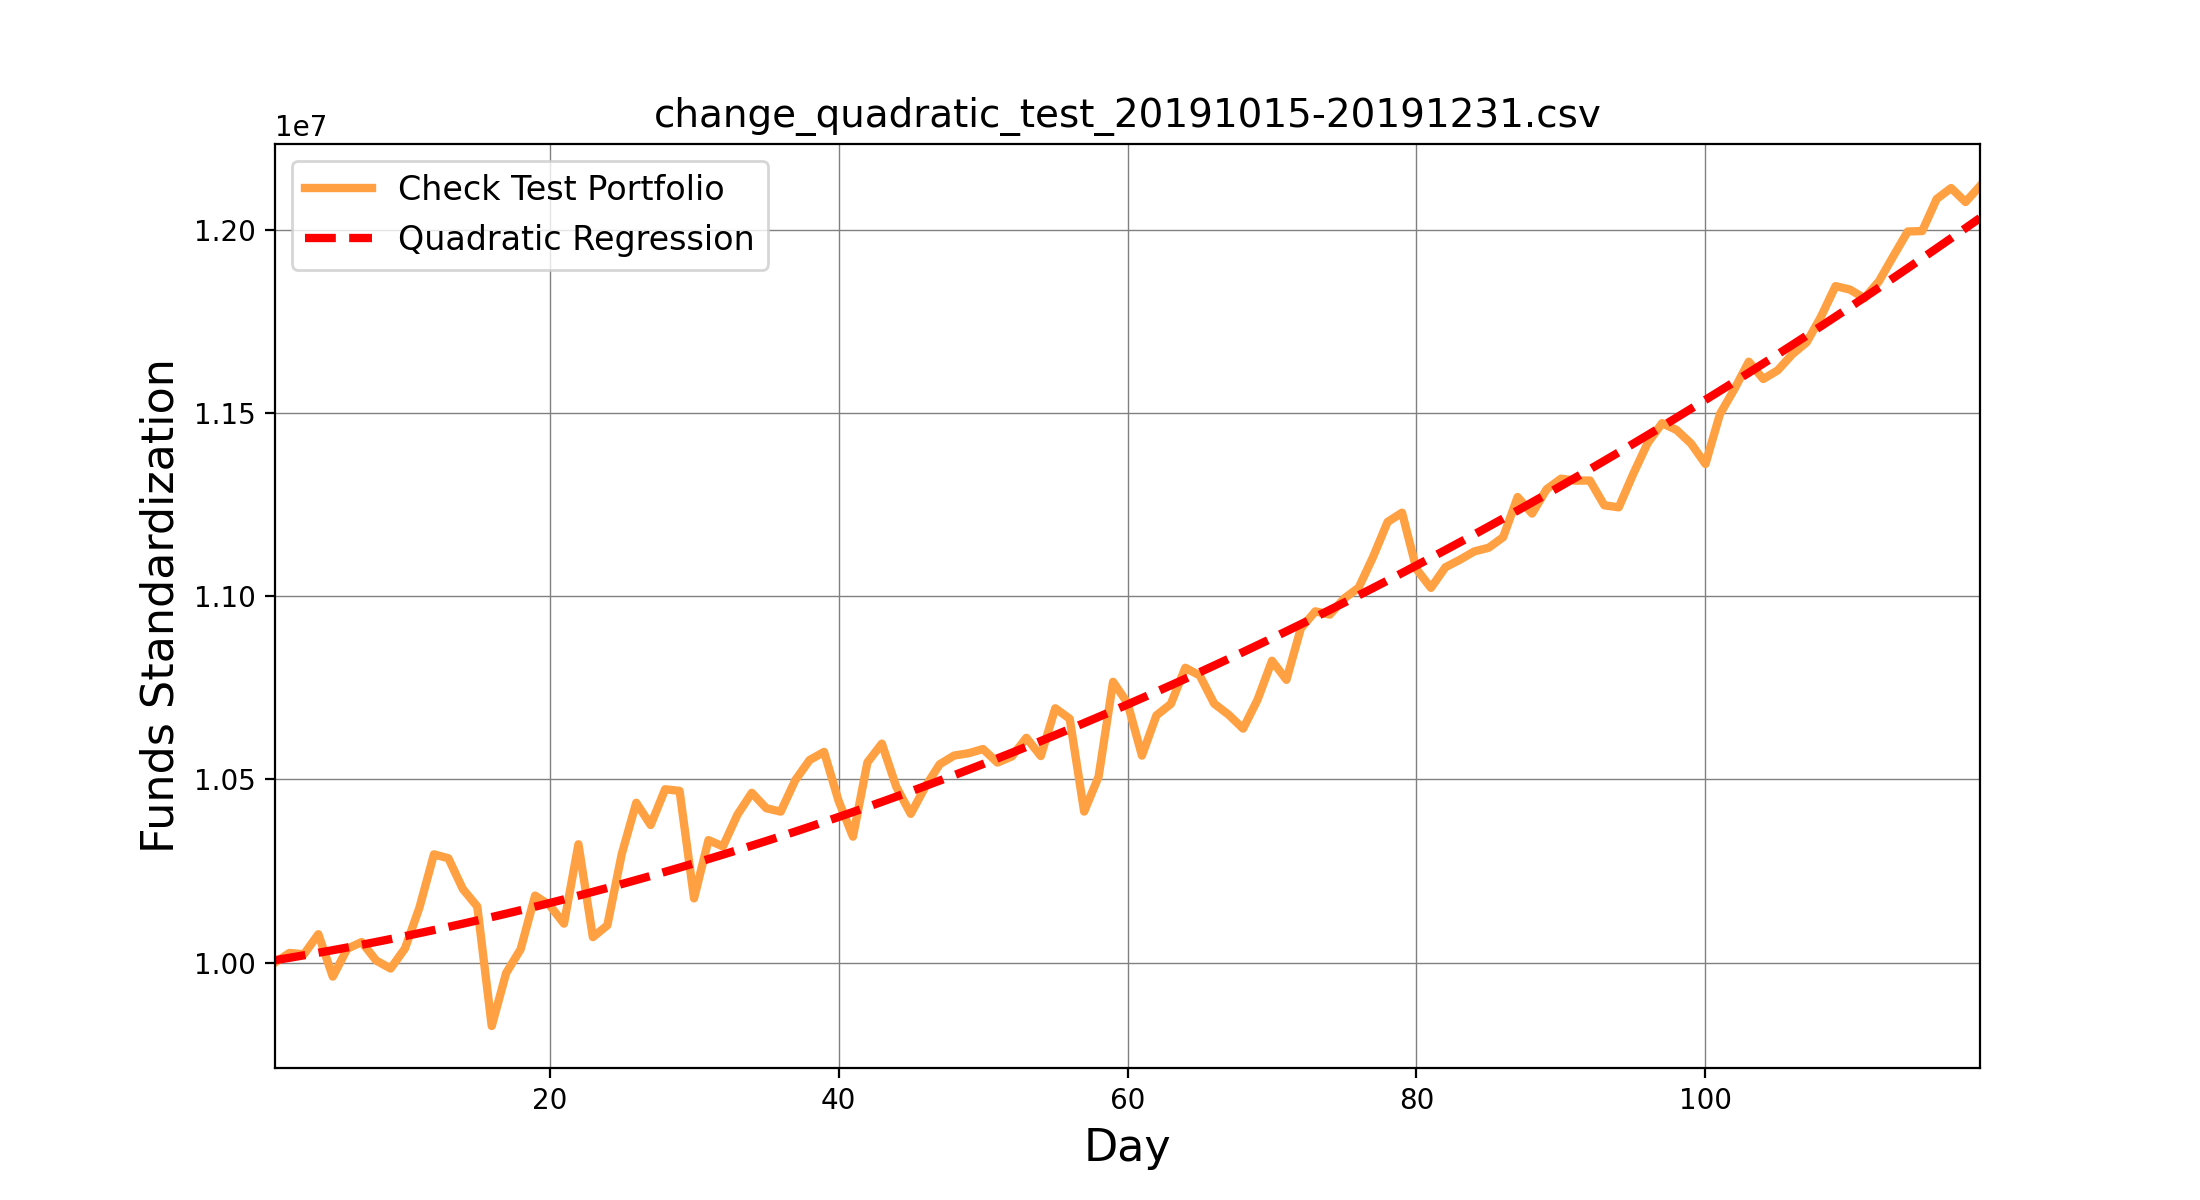 change_quadratic_test_20191015-20191231.csv
1e7
Check Test Portfolio
Quadratic Regression
1.20
1.15
1.10
1.05
1.00
Funds Standardization
20 40 60 80 100
Day